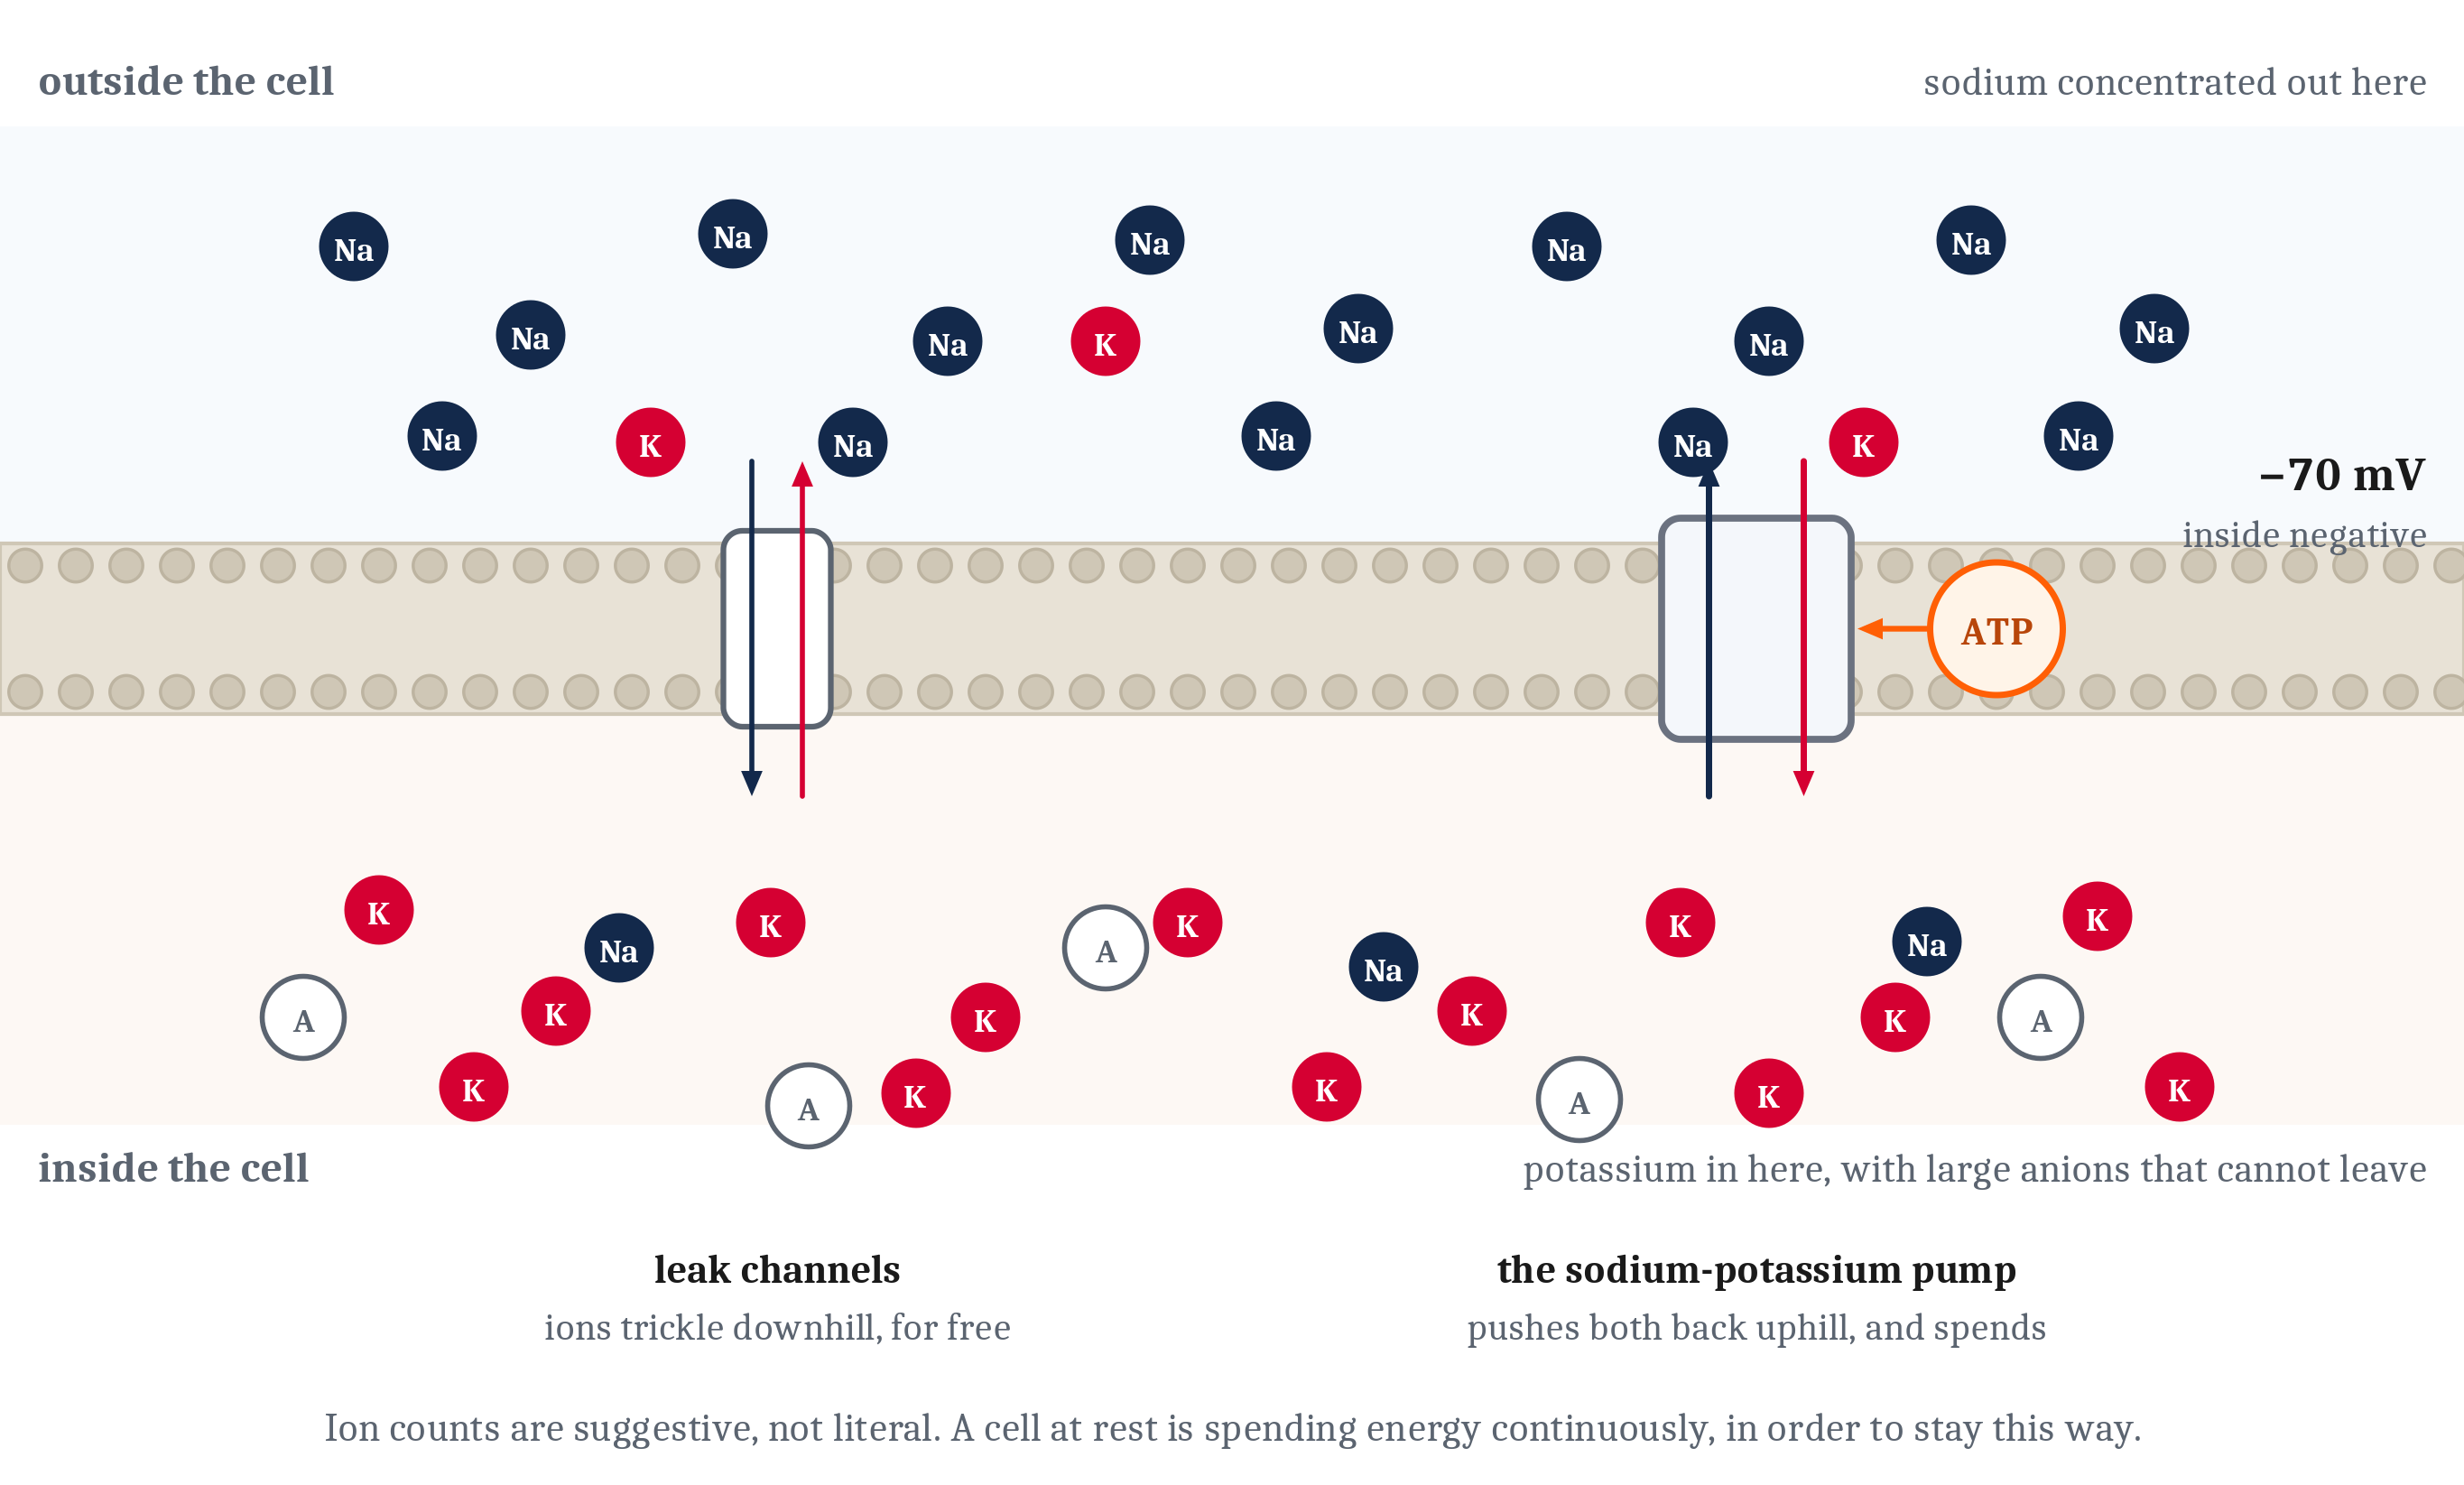 outside the cell
sodium concentrated out here
Na
Na
Na
Na
Na
Na
Na
K
Na
Na
Na
Na
K
Na
Na
Na
K
Na
−70 mV
inside negative
ATP
K
Na
K
A
K
Na
K
Na
K
A
K
K
K
K
A
K
A
K
K
A
K
K
inside the cell
potassium in here, with large anions that cannot leave
leak channels
the sodium-potassium pump
ions trickle downhill, for free
pushes both back uphill, and spends
Ion counts are suggestive, not literal. A cell at rest is spending energy continuously, in order to stay this way.